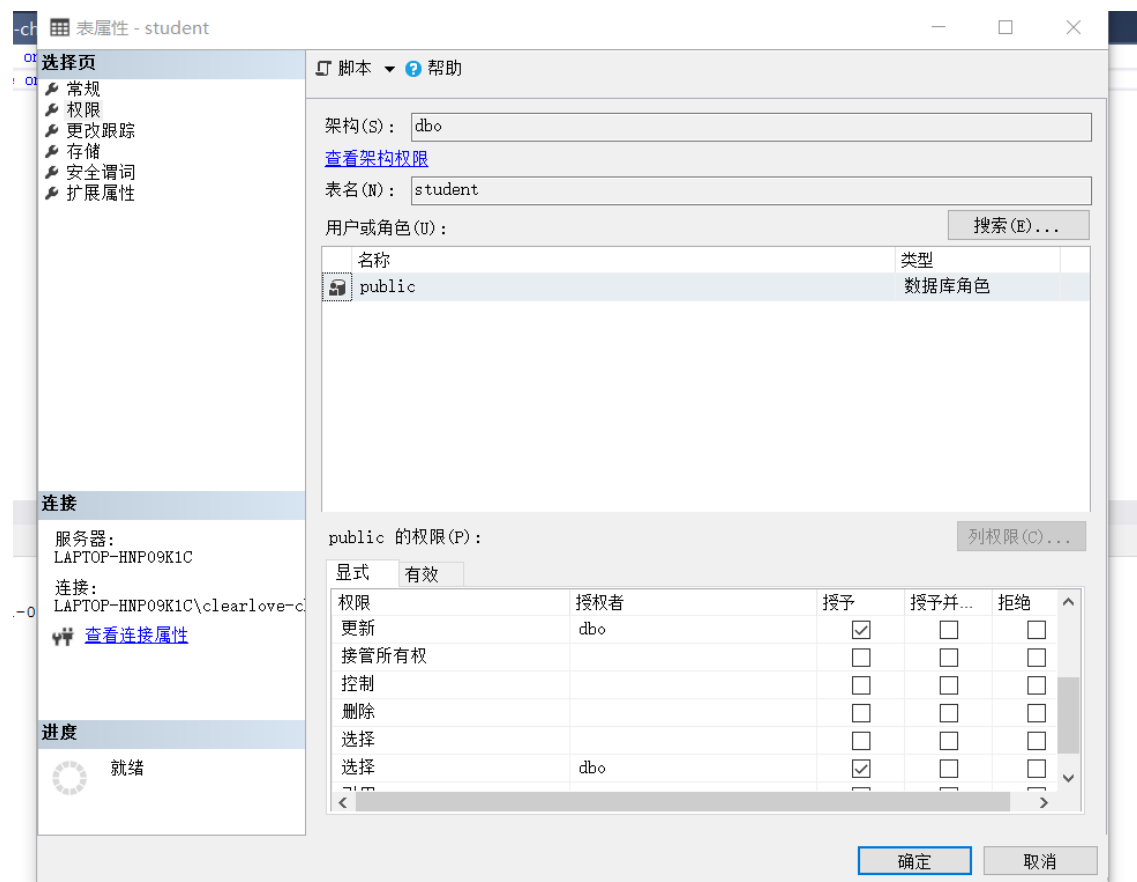 -ch
表属性 - student
or
选择页
常规
权限
更改跟踪
存储
安全谓词
扩展属性
脚本
帮助
架构(S):
dbo
查看架构权限
表名(N):
student
用户或角色(U):
搜索(E)...
名称 类型
public 数据库角色
连接
服务器:
LAPTOP-HNP09K1C
连接:
LAPTOP-HNP09K1C\clearlove-c
查看连接属性
进度
就绪
public 的权限(P):
列权限(C)...
显式 有效
权限 授权者 授予 授予并... 拒绝
更新 dbo
接管所有权
控制
删除
选择
选择 dbo
确定 取消